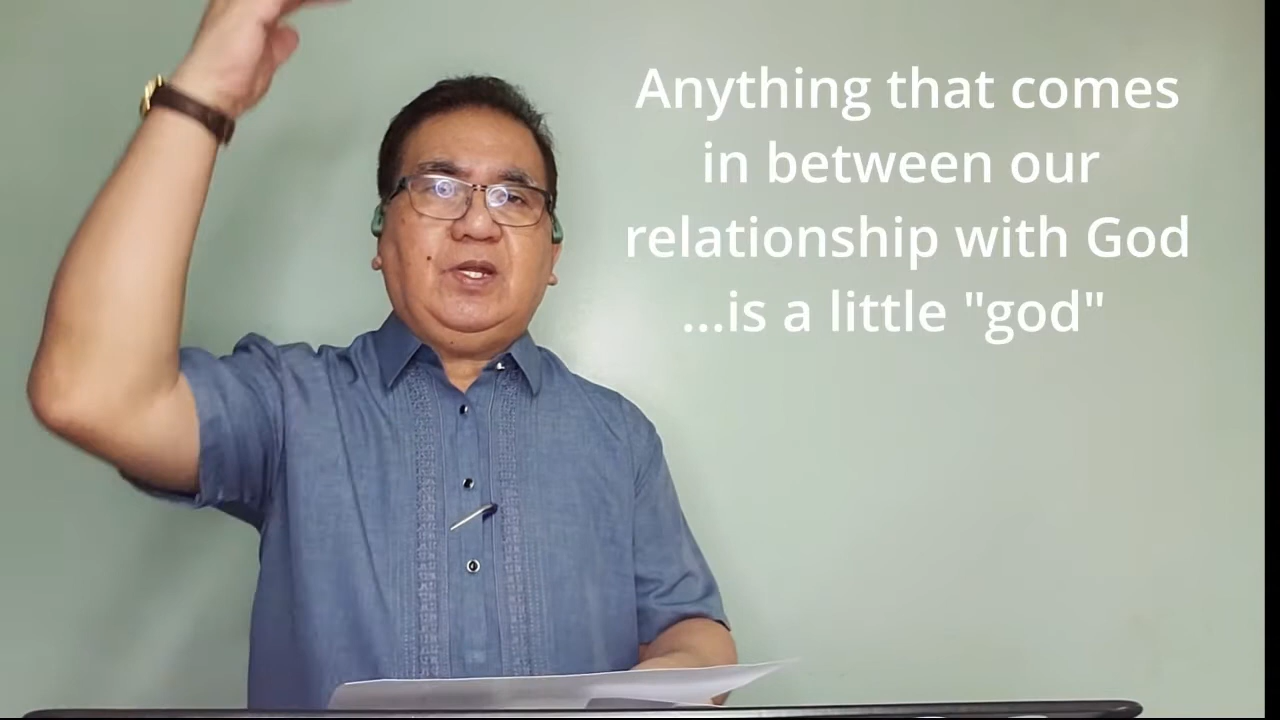 Anything that comes
in between our
relationship with God
...is a little "god"